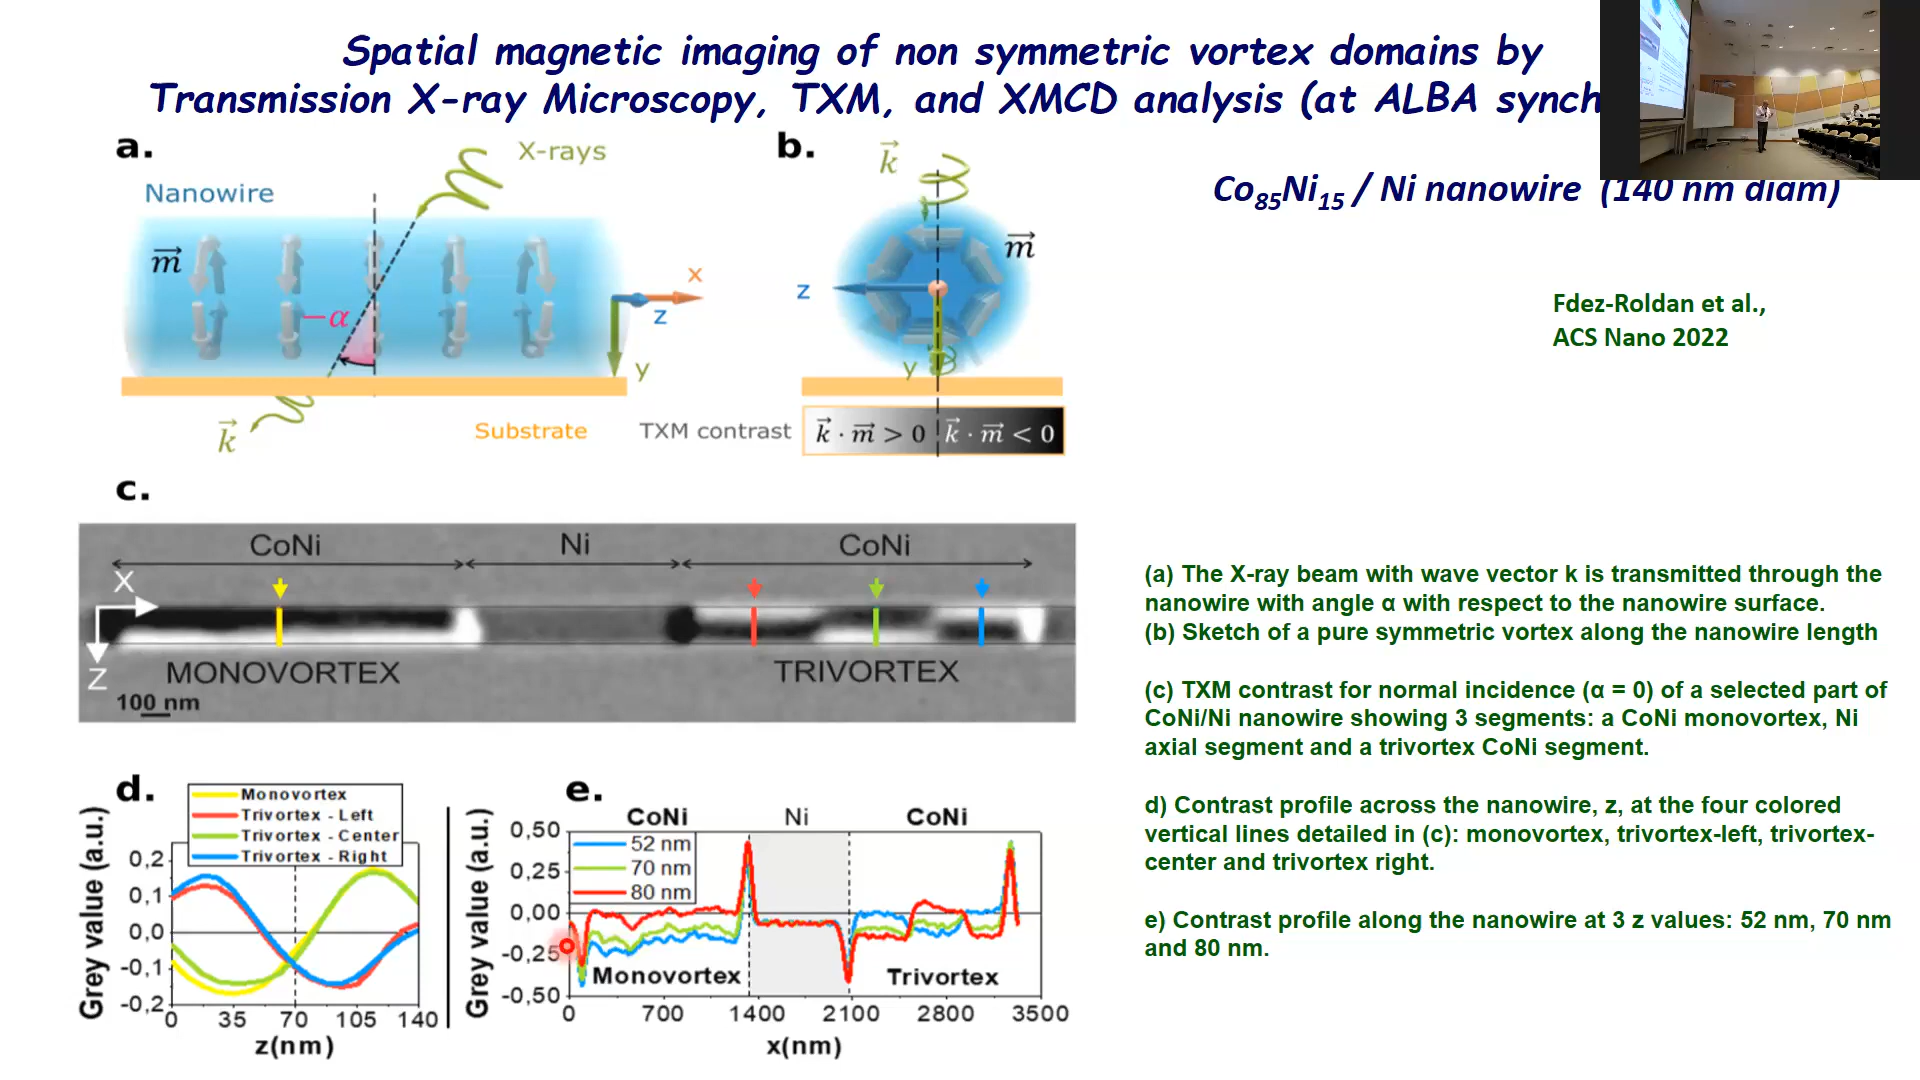 Spatial magnetic imaging of non symmetric vortex domains by
Transmission X-ray Microscopy, TXM, and XMCD analysis (at ALBA synch
Co85Ni15 / Ni nanowire (140 nm diam)
Fdez-Roldan et al.,
ACS Nano 2022
a.
X-rays
Nanowire
m
−α
x
z
y
k
Substrate
b.
k
m
z
y
TXM contrast
k · m > 0
k · m < 0
c.
CoNi
Ni
CoNi
X
Z
MONOVORTEX
TRIVORTEX
100 nm
(a) The X-ray beam with wave vector k is transmitted through the
nanowire with angle α with respect to the nanowire surface.
(b) Sketch of a pure symmetric vortex along the nanowire length
(c) TXM contrast for normal incidence (α = 0) of a selected part of
CoNi/Ni nanowire showing 3 segments: a CoNi monovortex, Ni
axial segment and a trivortex CoNi segment.
d) Contrast profile across the nanowire, z, at the four colored
vertical lines detailed in (c): monovortex, trivortex-left, trivortex-
center and trivortex right.
e) Contrast profile along the nanowire at 3 z values: 52 nm, 70 nm
and 80 nm.
d.
Monovortex
Trivortex - Left
Trivortex - Center
Trivortex - Right
Grey value (a.u.)
0,2
0,1
0,0
-0,1
-0,2
0 35 70 105 140
z(nm)
e.
CoNi
Ni
CoNi
52 nm
70 nm
80 nm
Grey value (a.u.)
0,50
0,25
0,00
-0,25
-0,50
Monovortex
Trivortex
0 700 1400 2100 2800 3500
x(nm)